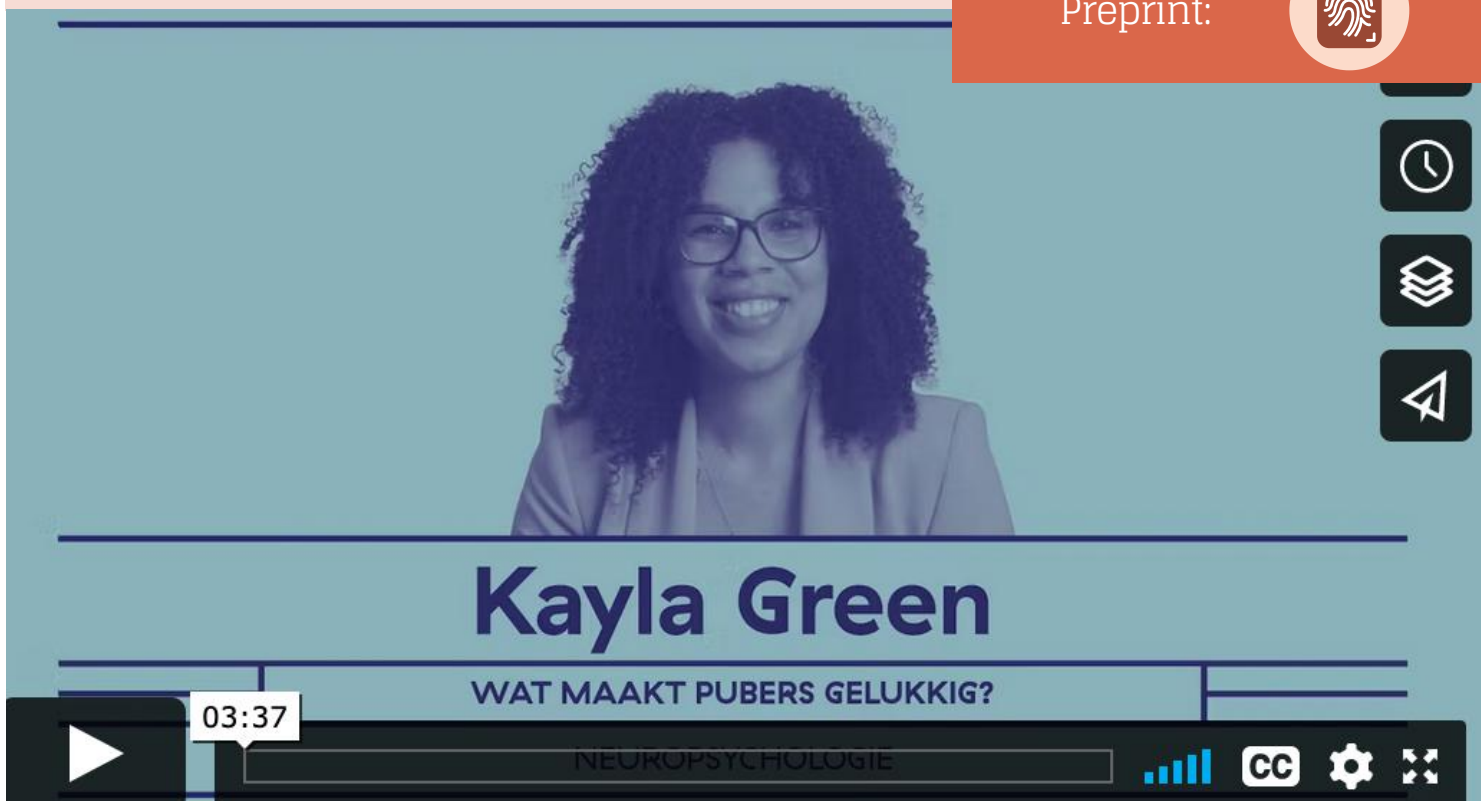 Preprint:
Kayla Green
WAT MAAKT PUBERS GELUKKIG?
03:37
NEUROPSYCHOLOGIE
CC